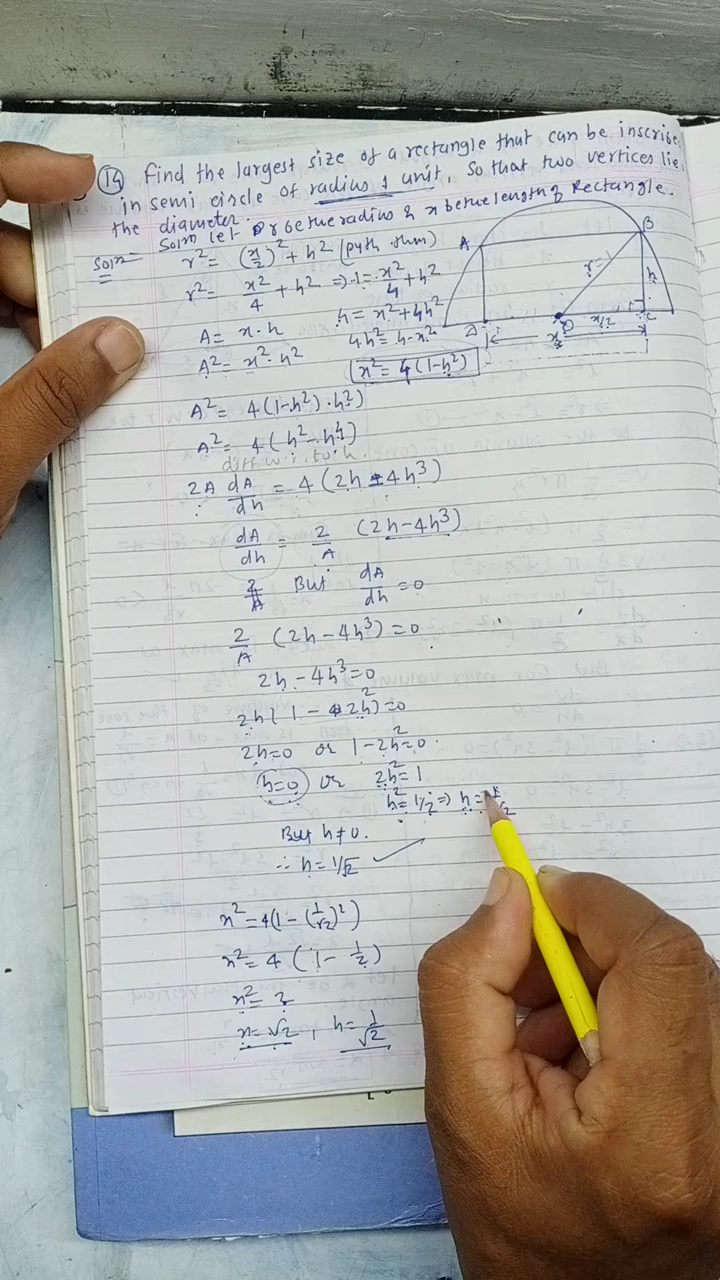 14 Find the largest size of a rectangle that can be inscribe
in semi circle of radius 1 unit. So that two vertices lie
the diameter.
Soln- Soln let r be the radius & x be the length of Rectangle.
r² = (x/2)² + h² (pyth thm)
r² = x²/4 + h² ⇒ 1 = x²/4 + h²
h = x² + 4h²
A = x·h
4h² = h - x²
A² = x²·h²
x² = 4(1-h²)
A B r=1 h D O x/2 C x
A² = 4(1-h²)·h²)
A² = 4(h² - h⁴)
diff w.r. to h.
2A dA/dh = 4(2h - 4h³)
dA/dh = 2/A (2h - 4h³)
2/A But dA/dh = 0
2/A (2h - 4h³) = 0
2h - 4h³ = 0
2h(1 - 2h²) = 0
2h = 0 or 1 - 2h² = 0
h = 0 or 2h² = 1
h² = 1/2 ⇒ h =
But h ≠ 0.
∴ h = 1/√2 ✓
x² = 4(1 - (1/√2)²)
x² = 4(1 - 1/2)
x² = 2
x = √2, h = 1/√2